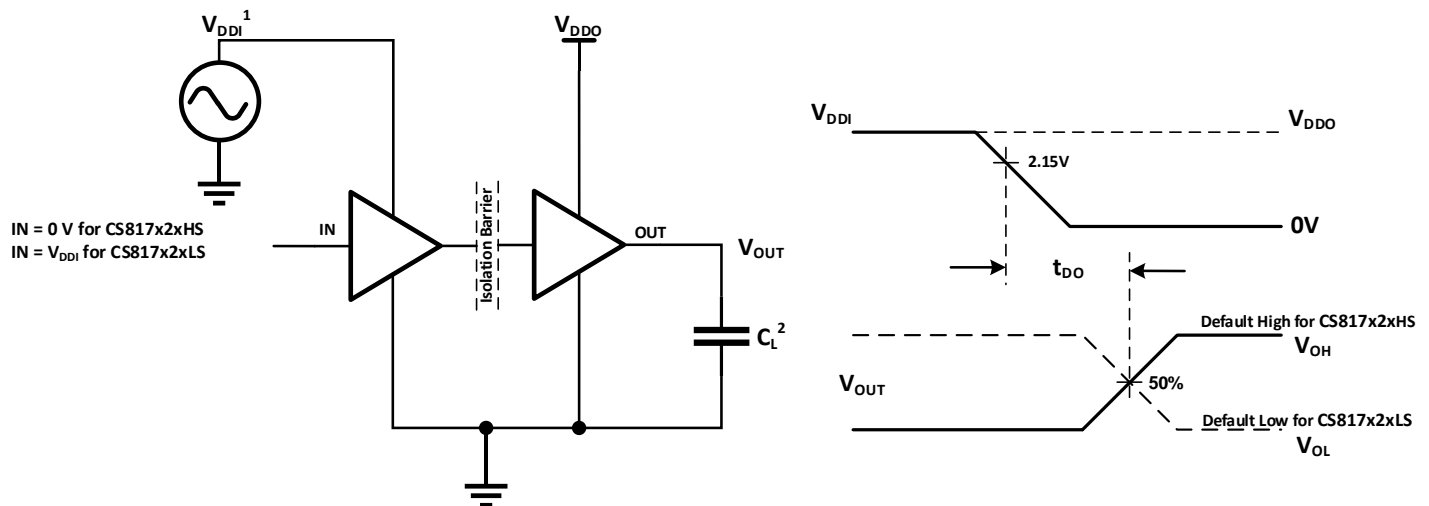 VDDI1
VDDO
IN = 0 V for CS817x2xHS
IN = VDDI for CS817x2xLS
IN
Isolation Barrier
OUT
VOUT
CL2
VDDI
VDDO
2.15V
0V
tDO
Default High for CS817x2xHS
VOH
VOUT
50%
Default Low for CS817x2xLS
VOL